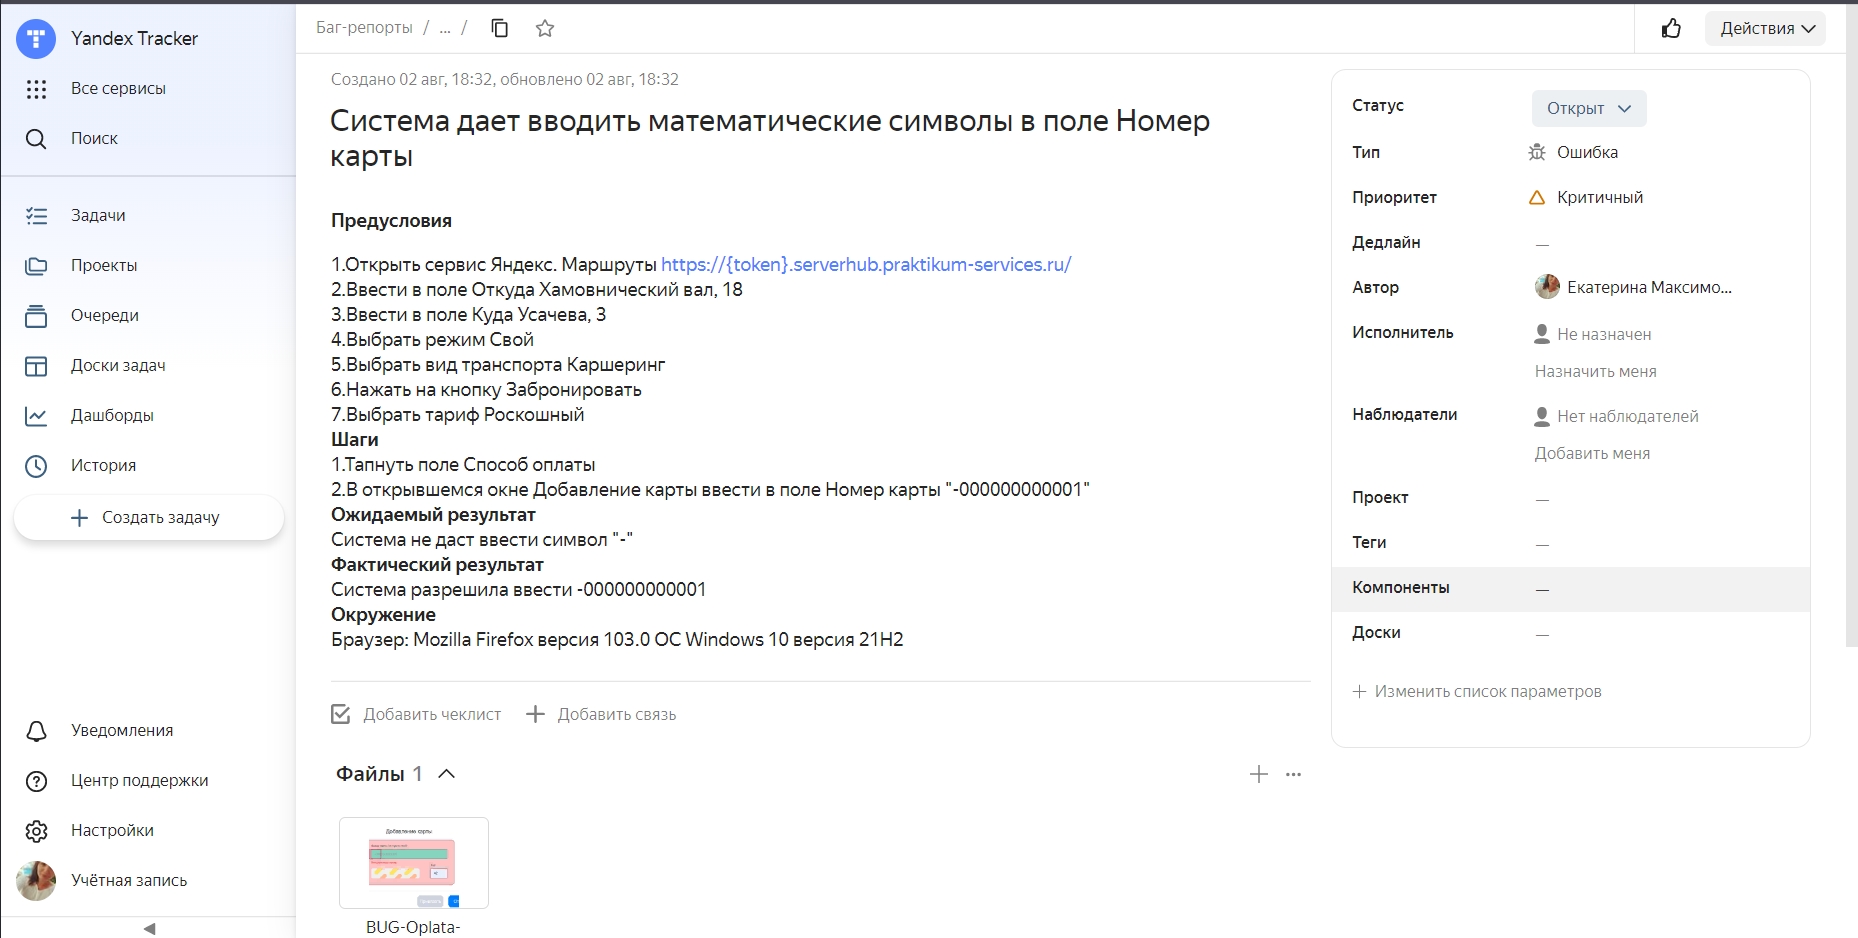 Yandex Tracker
Все сервисы
Поиск
Задачи
Проекты
Очереди
Доски задач
Дашборды
История
Создать задачу
Уведомления
Центр поддержки
Настройки
Учётная запись
Баг-репорты / ... /
Действия
Создано 02 авг, 18:32, обновлено 02 авг, 18:32
Система дает вводить математические символы в поле Номер
карты
Предусловия
1.Открыть сервис Яндекс. Маршруты https://{token}.serverhub.praktikum-services.ru/
2.Ввести в поле Откуда Хамовнический вал, 18
3.Ввести в поле Куда Усачева, 3
4.Выбрать режим Свой
5.Выбрать вид транспорта Каршеринг
6.Нажать на кнопку Забронировать
7.Выбрать тариф Роскошный
Шаги
1.Тапнуть поле Способ оплаты
2.В открывшемся окне Добавление карты ввести в поле Номер карты "-000000000001"
Ожидаемый результат
Система не даст ввести символ "-"
Фактический результат
Система разрешила ввести -000000000001
Окружение
Браузер: Mozilla Firefox версия 103.0 ОС Windows 10 версия 21H2
Добавить чеклист
Добавить связь
Файлы 1
Добавление карты
BUG-Oplata-
Статус Открыт
Тип Ошибка
Приоритет Критичный
Дедлайн —
Автор Екатерина Максимо...
Исполнитель Не назначен
Назначить меня
Наблюдатели Нет наблюдателей
Добавить меня
Проект —
Теги —
Компоненты —
Доски —
Изменить список параметров